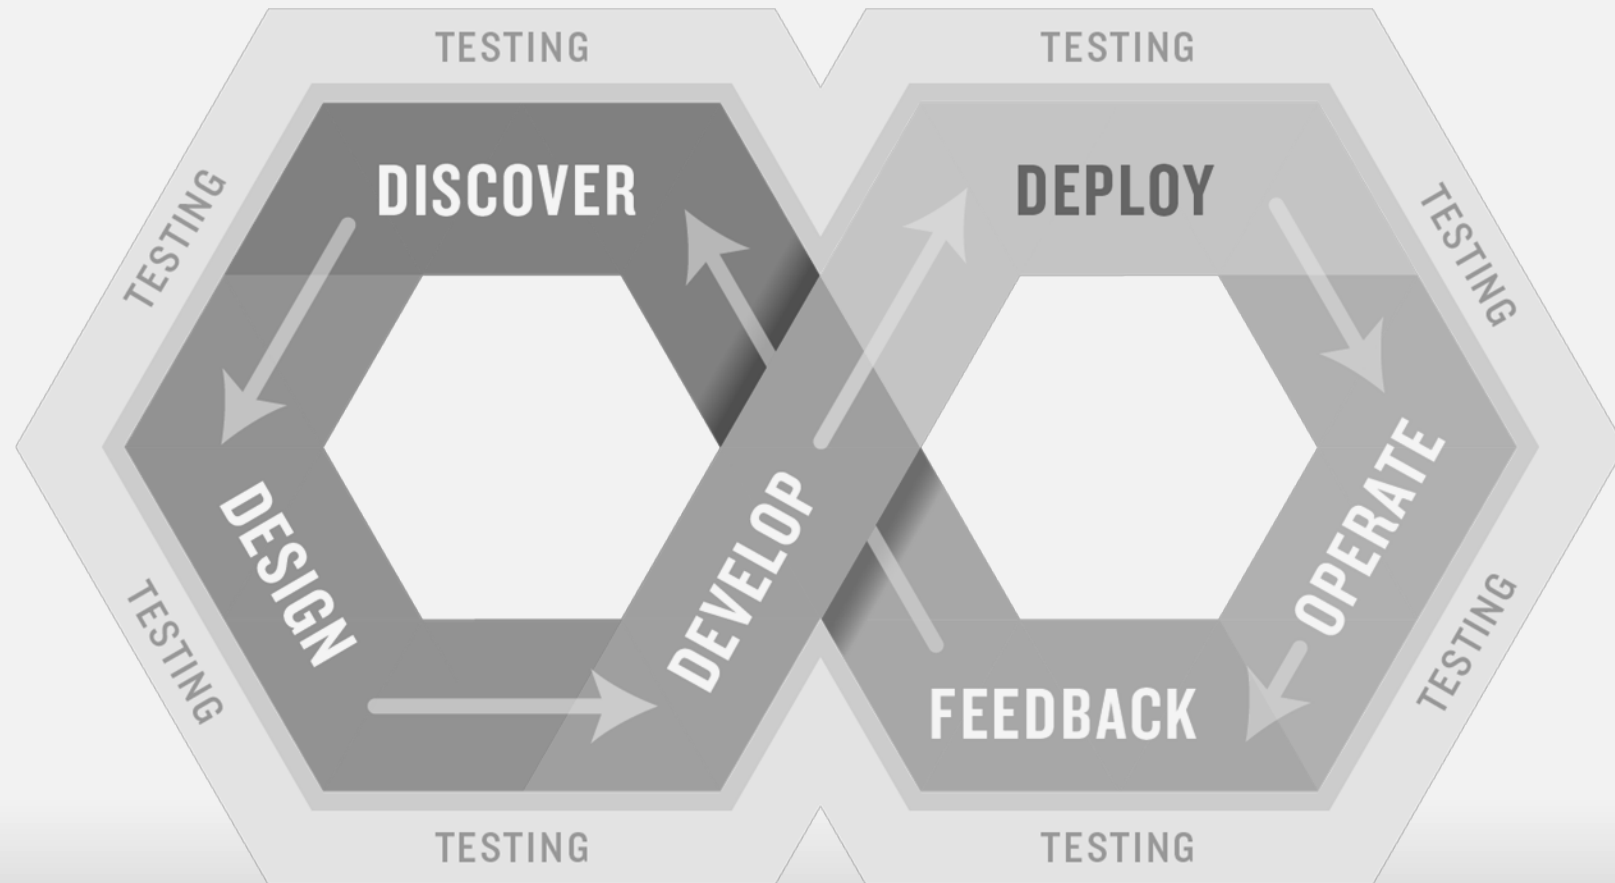 TESTING
TESTING
DISCOVER
DEPLOY
TESTING
TESTING
DESIGN
DEVELOP
OPERATE
FEEDBACK
TESTING
TESTING
TESTING
TESTING